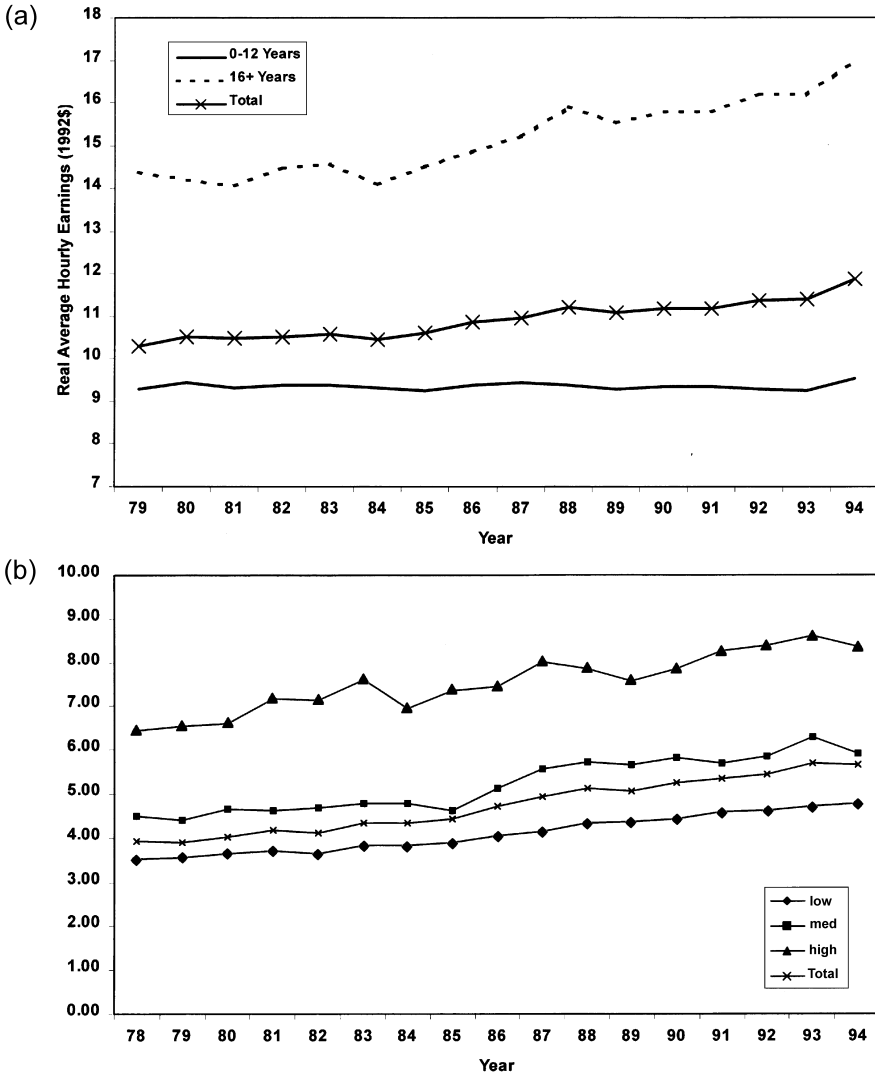 (a)
18
17
16
15
14
13
12
11
10
9
8
7
Real Average Hourly Earnings (1992$)
0-12 Years
16+ Years
Total
79 80 81 82 83 84 85 86 87 88 89 90 91 92 93 94
Year
(b)
10.00
9.00
8.00
7.00
6.00
5.00
4.00
3.00
2.00
1.00
0.00
low
med
high
Total
78 79 80 81 82 83 84 85 86 87 88 89 90 91 92 93 94
Year